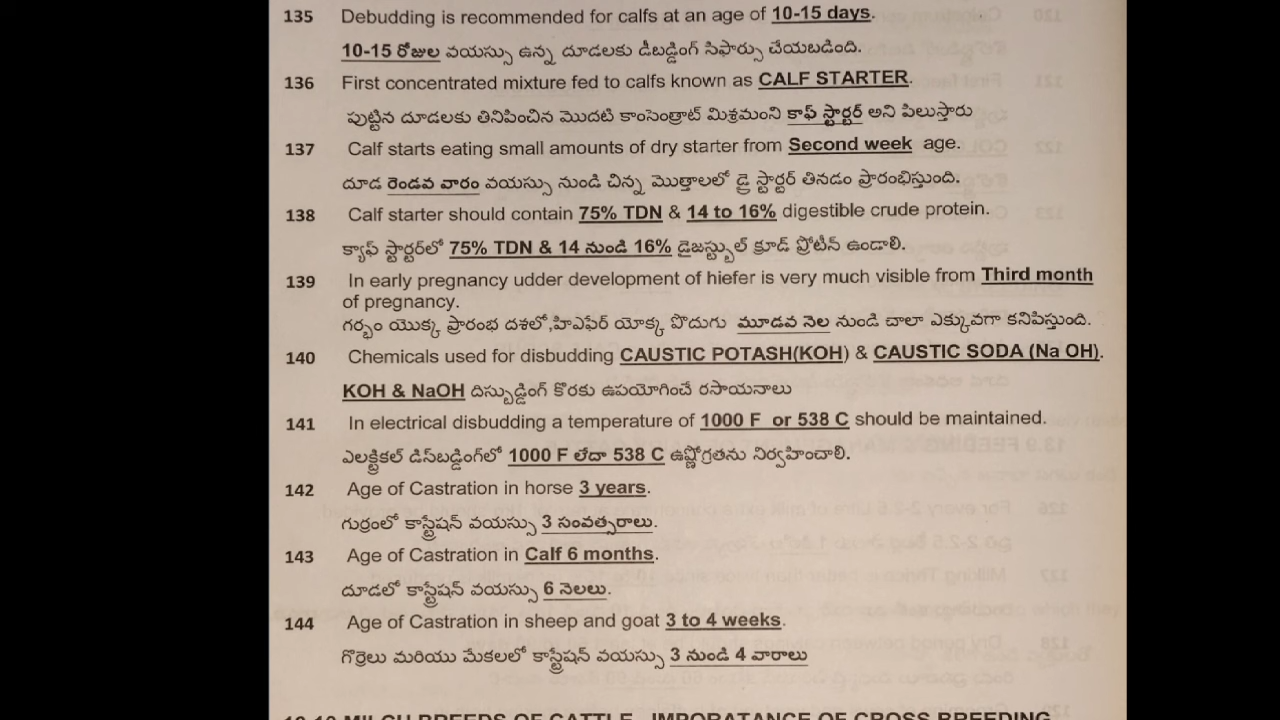 135 Debudding is recommended for calfs at an age of 10-15 days.
10-15 రోజుల వయస్సు ఉన్న దూడలకు డీబడ్డింగ్ సిఫార్సు చేయబడింది.
136 First concentrated mixture fed to calfs known as CALF STARTER.
పుట్టిన దూడలకు తినిపించిన మొదటి కాంసెంత్రాట్ మిశ్రమంని కాఫ్ స్టార్టర్ అని పిలుస్తారు
137 Calf starts eating small amounts of dry starter from Second week age.
దూడ రెండవ వారం వయస్సు నుండి చిన్న మొత్తాలలో డ్రై స్టార్టర్ తినడం ప్రారంభిస్తుంది.
138 Calf starter should contain 75% TDN & 14 to 16% digestible crude protein.
క్యాఫ్ స్టార్టర్‌లో 75% TDN & 14 నుండి 16% డైజస్ట్బుల్ క్రూడ్ ప్రోటీన్ ఉండాలి.
139 In early pregnancy udder development of hiefer is very much visible from Third month
of pregnancy.
గర్భం యొక్క ప్రారంభ దశలో,హిఎఫేర్ యోక్క పొదుగు మూడవ నెల నుండి చాలా ఎక్కువగా కనిపిస్తుంది.
140 Chemicals used for disbudding CAUSTIC POTASH(KOH) & CAUSTIC SODA (Na OH).
KOH & NaOH దిస్బుడ్డింగ్ కొరకు ఉపయోగించే రసాయనాలు
141 In electrical disbudding a temperature of 1000 F or 538 C should be maintained.
ఎలక్ట్రికల్ డిస్‌బడ్డింగ్‌లో 1000 F లేదా 538 C ఉష్ణోగ్రతను నిర్వహించాలి.
142 Age of Castration in horse 3 years.
గుర్రంలో కాస్ట్రేషన్ వయస్సు 3 సంవత్సరాలు.
143 Age of Castration in Calf 6 months.
దూడలో కాస్ట్రేషన్ వయస్సు 6 నెలలు.
144 Age of Castration in sheep and goat 3 to 4 weeks.
గొర్రెలు మరియు మేకలలో కాస్ట్రేషన్ వయస్సు 3 నుండి 4 వారాలు
MILCH BREEDS OF CATTLE IMPORATANCE OF CROSS BREEDING